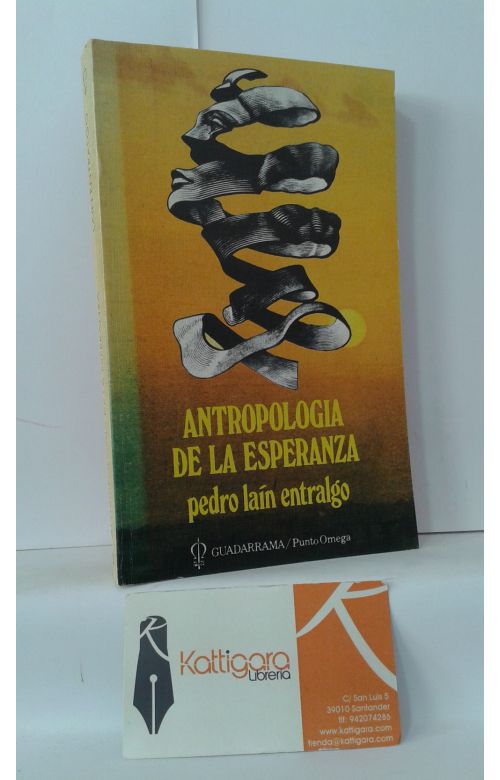 ANTROPOLOGIA
DE LA ESPERANZA
pedro laín entralgo
GUADARRAMA / Punto Omega
Kattigara
Librería
C/ San Luis 5
39010 Santander
tlf: 942074286
www.kattigara.com
tienda@kattigara.com